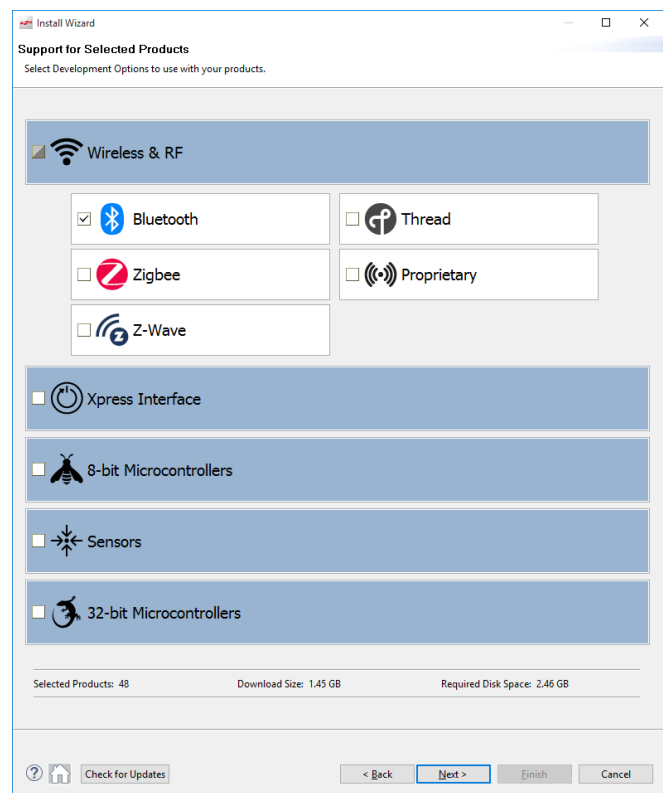 Install Wizard
Support for Selected Products
Select Development Options to use with your products.
Wireless & RF
Bluetooth
Thread
Zigbee
Proprietary
Z-Wave
Xpress Interface
8-bit Microcontrollers
Sensors
32-bit Microcontrollers
Selected Products: 48 Download Size: 1.45 GB Required Disk Space: 2.46 GB
Check for Updates < Back Next > Finish Cancel